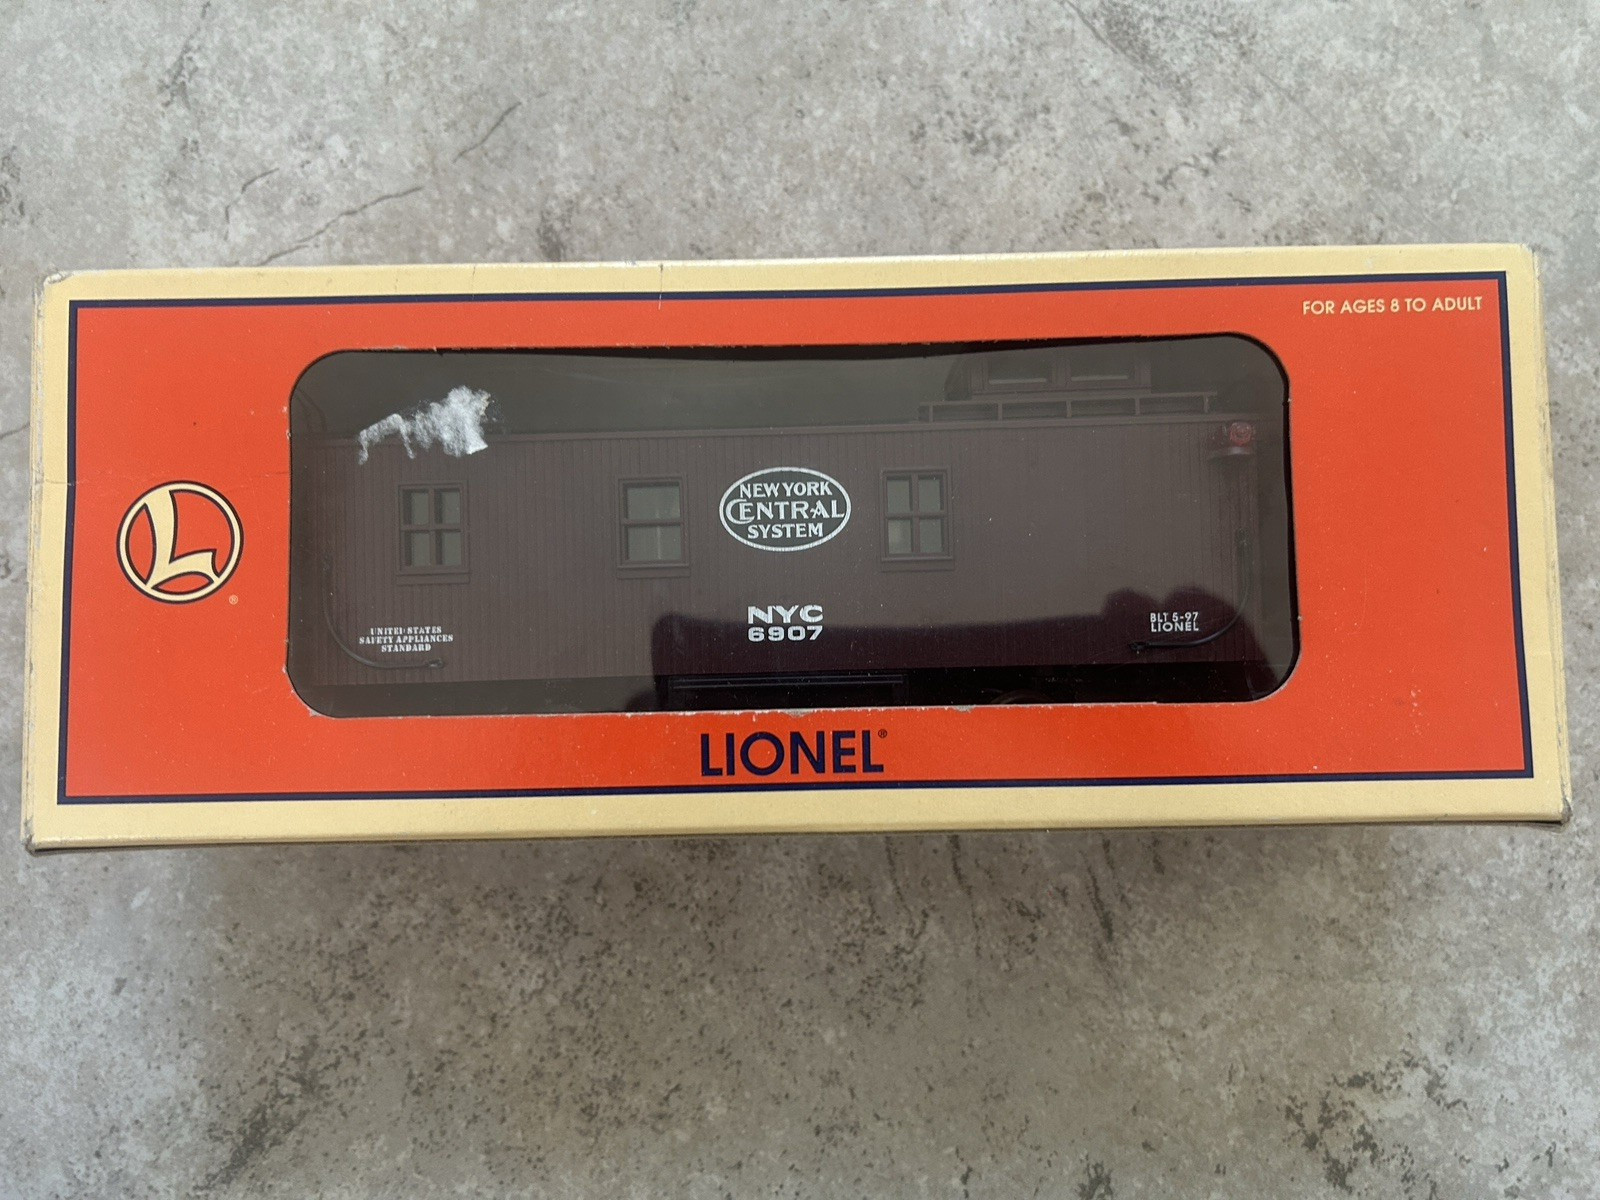 FOR AGES 8 TO ADULT
NEW YORK
CENTRAL
SYSTEM
L
®
NYC
6907
UNITED STATES
SAFETY APPLIANCES
STANDARD
BLT 5-97
LIONEL
LIONEL®